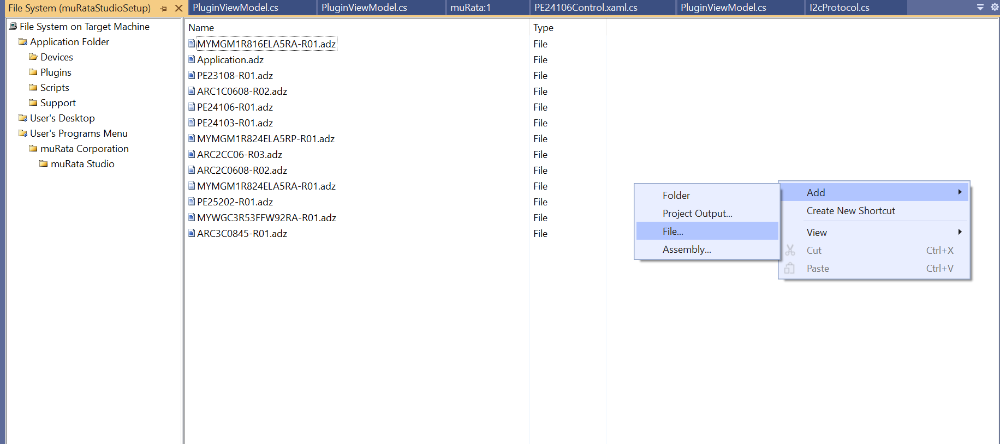 File System (muRataStudioSetup)
PluginViewModel.cs
PluginViewModel.cs
muRata:1
PE24106Control.xaml.cs
PluginViewModel.cs
I2cProtocol.cs
File System on Target Machine
Application Folder
Devices
Plugins
Scripts
Support
User's Desktop
User's Programs Menu
muRata Corporation
muRata Studio
Name Type
MYMGM1R816ELA5RA-R01.adz File
Application.adz File
PE23108-R01.adz File
ARC1C0608-R02.adz File
PE24106-R01.adz File
PE24103-R01.adz File
MYMGM1R824ELA5RP-R01.adz File
ARC2CC06-R03.adz File
ARC2C0608-R02.adz File
MYMGM1R824ELA5RA-R01.adz File
PE25202-R01.adz File
MYWGC3R53FFW92RA-R01.adz File
ARC3C0845-R01.adz File
Folder
Project Output...
File...
Assembly...
Add
Create New Shortcut
View
Cut Ctrl+X
Paste Ctrl+V